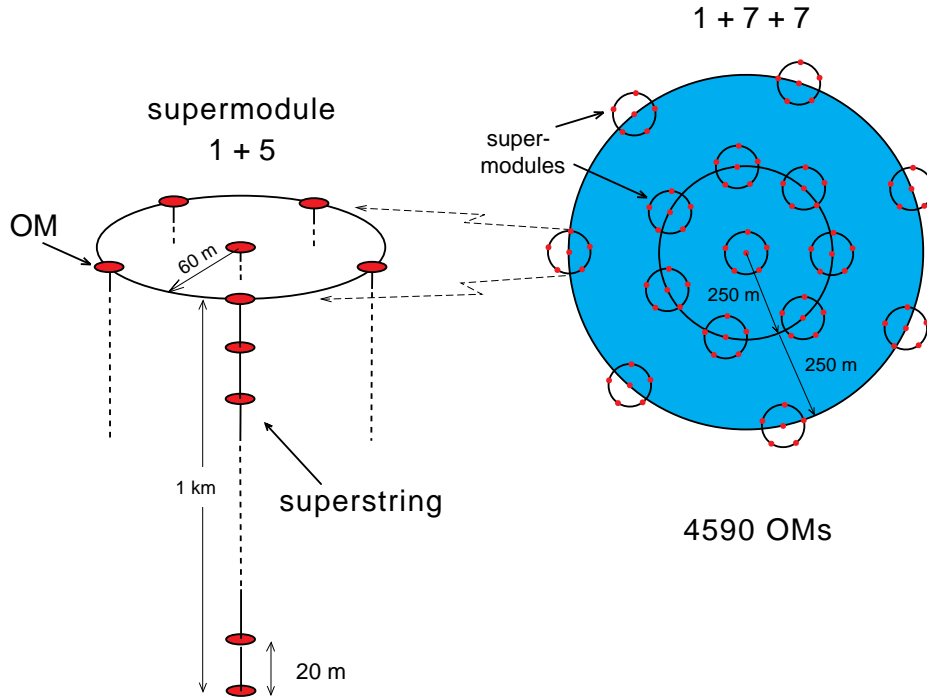 supermodule
1 + 5
OM
60 m
1 km
superstring
20 m
1 + 7 + 7
super-
modules
250 m
250 m
4590 OMs